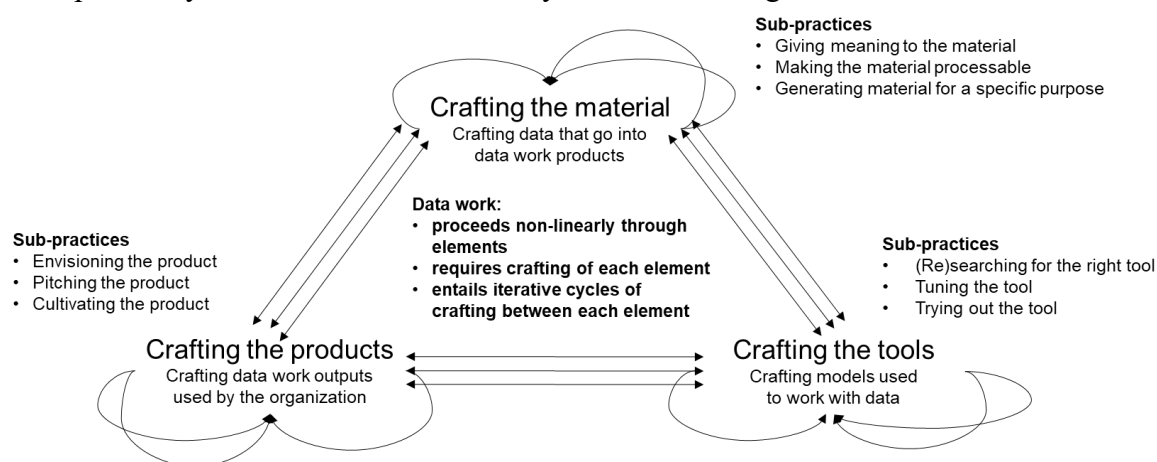 Sub-practices
• Giving meaning to the material
• Making the material processable
• Generating material for a specific purpose
Crafting the material
Crafting data that go into
data work products
Data work:
• proceeds non-linearly through
elements
• requires crafting of each element
• entails iterative cycles of
crafting between each element
Sub-practices
• Envisioning the product
• Pitching the product
• Cultivating the product
Sub-practices
• (Re)searching for the right tool
• Tuning the tool
• Trying out the tool
Crafting the products
Crafting data work outputs
used by the organization
Crafting the tools
Crafting models used
to work with data